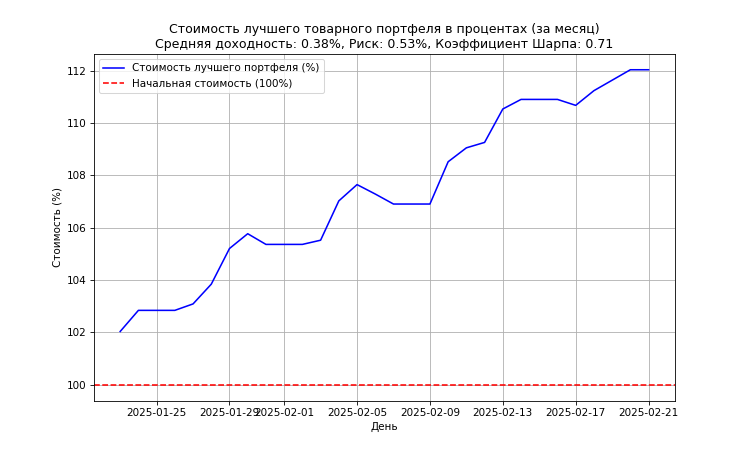 Стоимость лучшего товарного портфеля в процентах (за месяц)
Средняя доходность: 0.38%, Риск: 0.53%, Коэффициент Шарпа: 0.71
Стоимость лучшего портфеля (%)
Начальная стоимость (100%)
Стоимость (%)
112
110
108
106
104
102
100
2025-01-25
2025-01-29
2025-02-01
2025-02-05
2025-02-09
2025-02-13
2025-02-17
2025-02-21
День